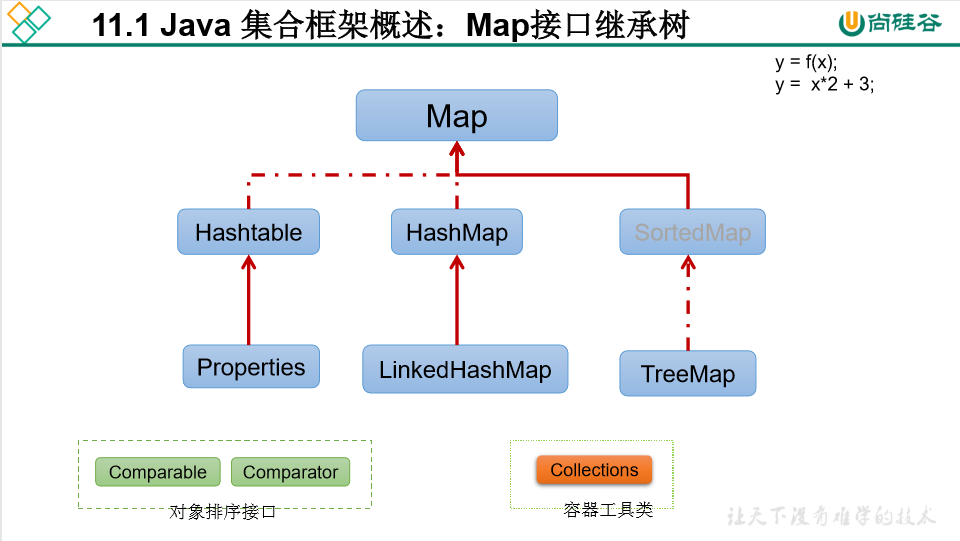 11.1 Java 集合框架概述：Map接口继承树
尚硅谷
y = f(x);
y = x*2 + 3;
Map
Hashtable
HashMap
SortedMap
Properties
LinkedHashMap
TreeMap
Comparable
Comparator
对象排序接口
Collections
容器工具类
让天下没有难学的技术